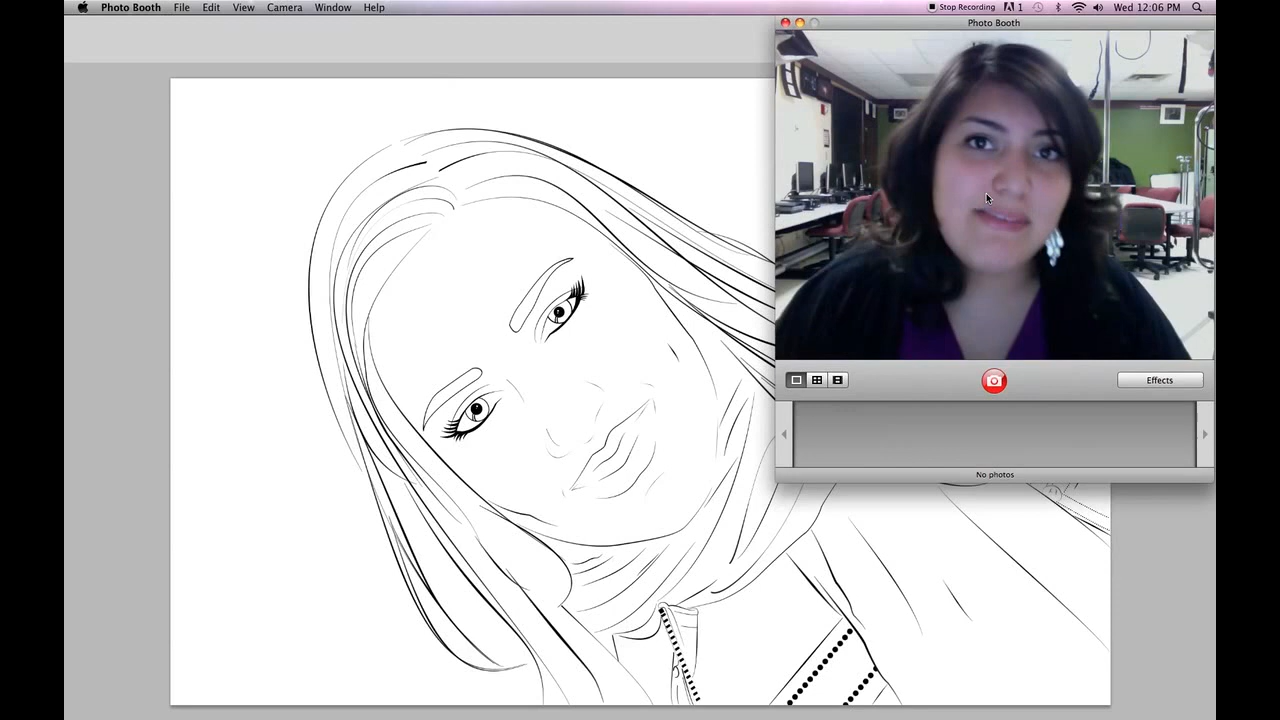 Photo Booth File Edit View Camera Window Help Stop Recording 1 Wed 12:06 PM
Photo Booth
Effects
No photos